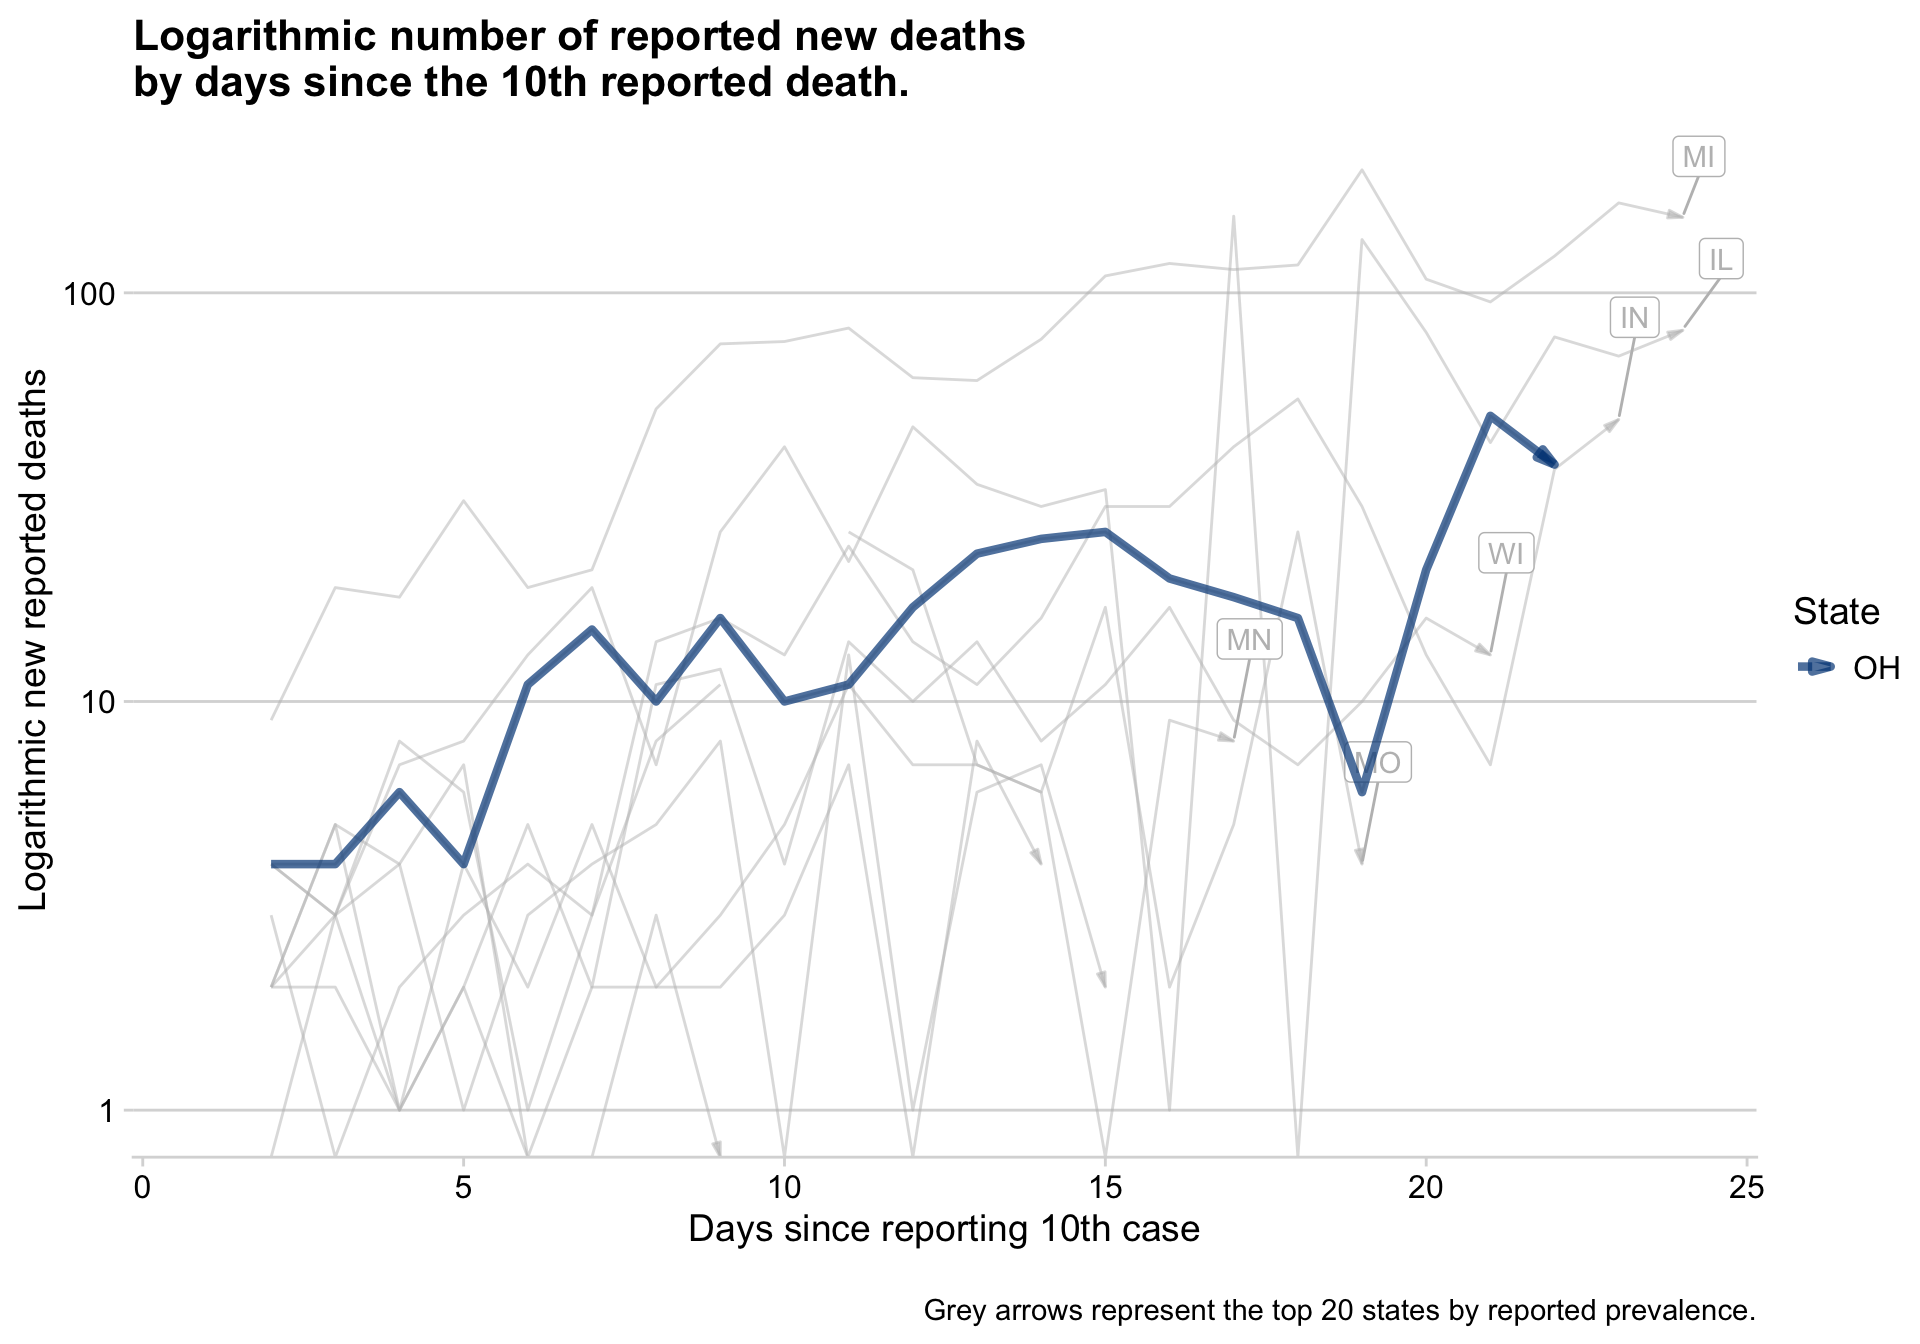 Logarithmic number of reported new deaths
by days since the 10th reported death.
MI
IL
100
IN
WI
State
MN
OH
10
MO
Logarithmic new reported deaths
1
0 5 10 15 20 25
Days since reporting 10th case
Grey arrows represent the top 20 states by reported prevalence.